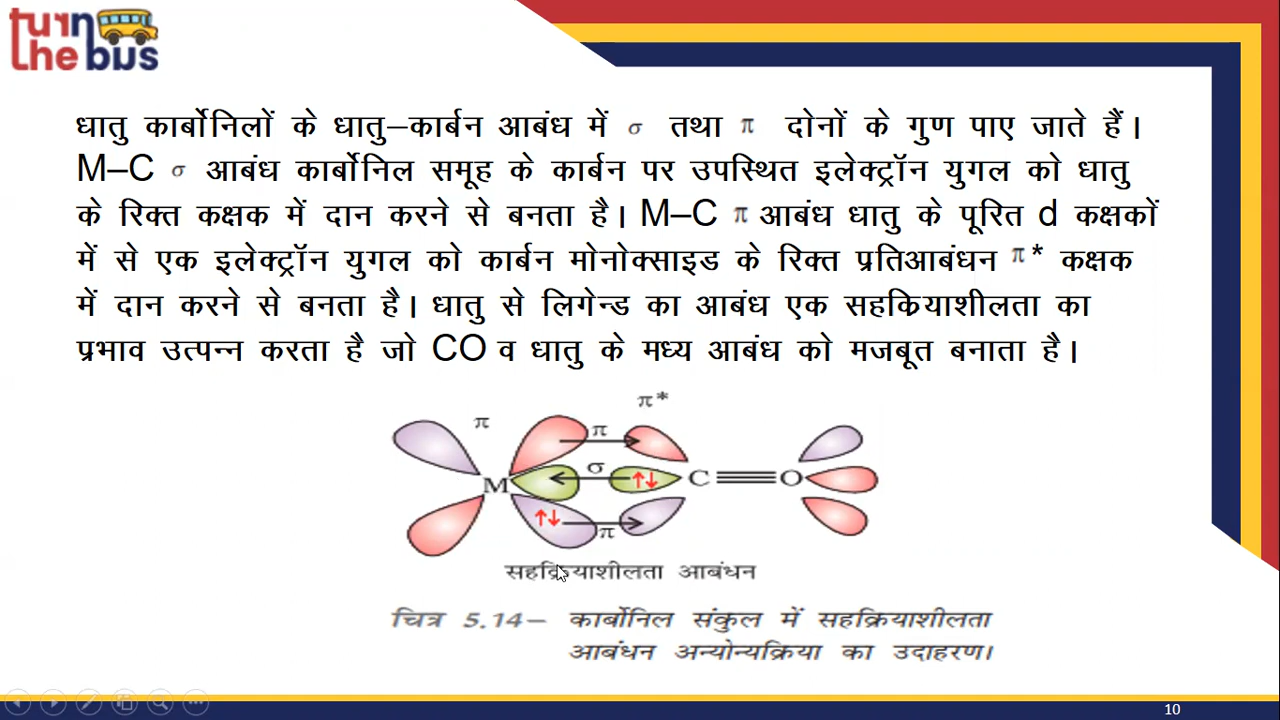 turn
the bus
धातु कार्बोनिलों के धातु–कार्बन आबंध में σ तथा π दोनों के गुण पाए जाते हैं।
M–C σ आबंध कार्बोनिल समूह के कार्बन पर उपस्थित इलेक्ट्रॉन युगल को धातु
के रिक्त कक्षक में दान करने से बनता है। M–C π आबंध धातु के पूरित d कक्षकों
में से एक इलेक्ट्रॉन युगल को कार्बन मोनोक्साइड के रिक्त प्रतिआबंधन π* कक्षक
में दान करने से बनता है। धातु से लिगेन्ड का आबंध एक सहकियाशीलता का
प्रभाव उत्पन्न करता है जो CO व धातु के मध्य आबंध को मजबूत बनाता है।
π*
π π
σ
M C O
π
सहक्रियाशीलता आबंधन
चित्र 5.14– कार्बोनिल संकुल में सहक्रियाशीलता
आबंधन अन्योन्यक्रिया का उदाहरण।
10